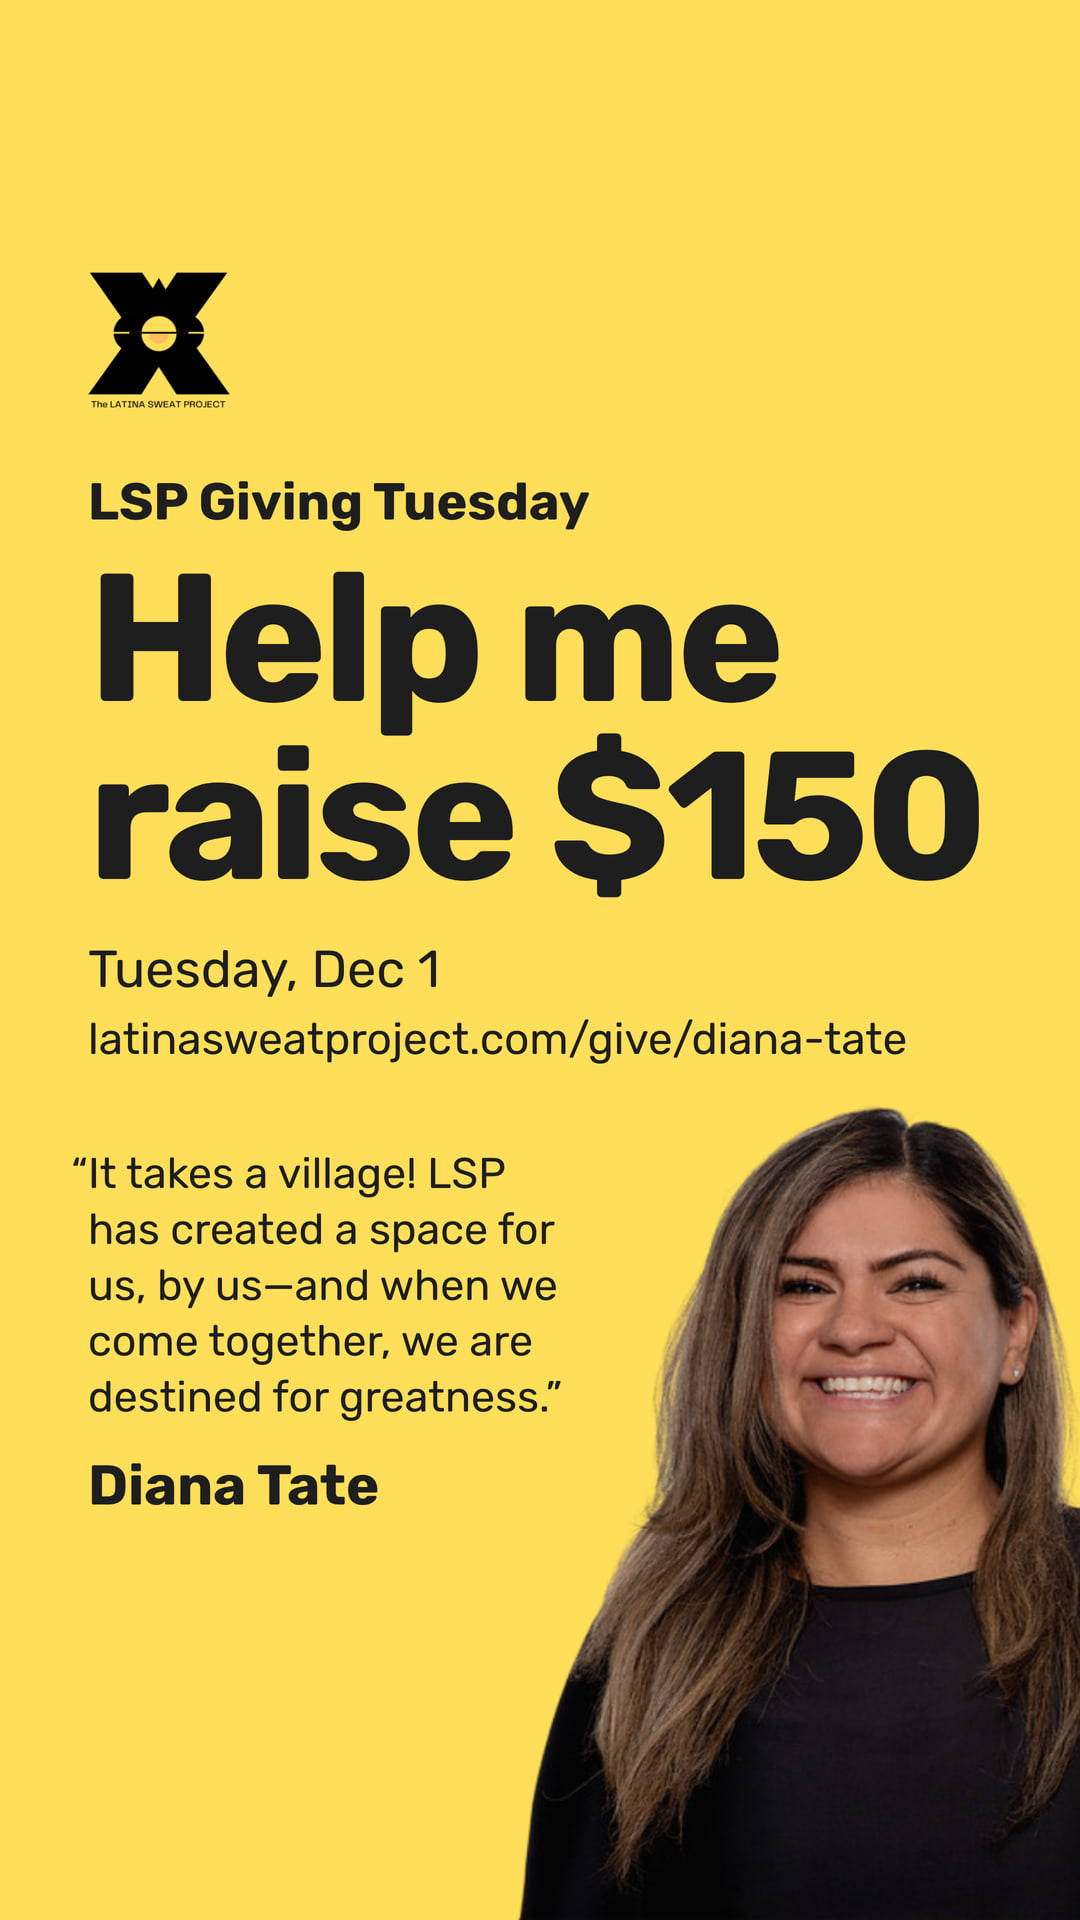 The LATINA SWEAT PROJECT
LSP Giving Tuesday
Help me
raise $150
Tuesday, Dec 1
latinasweatproject.com/give/diana-tate
“It takes a village! LSP
has created a space for
us, by us—and when we
come together, we are
destined for greatness.”
Diana Tate